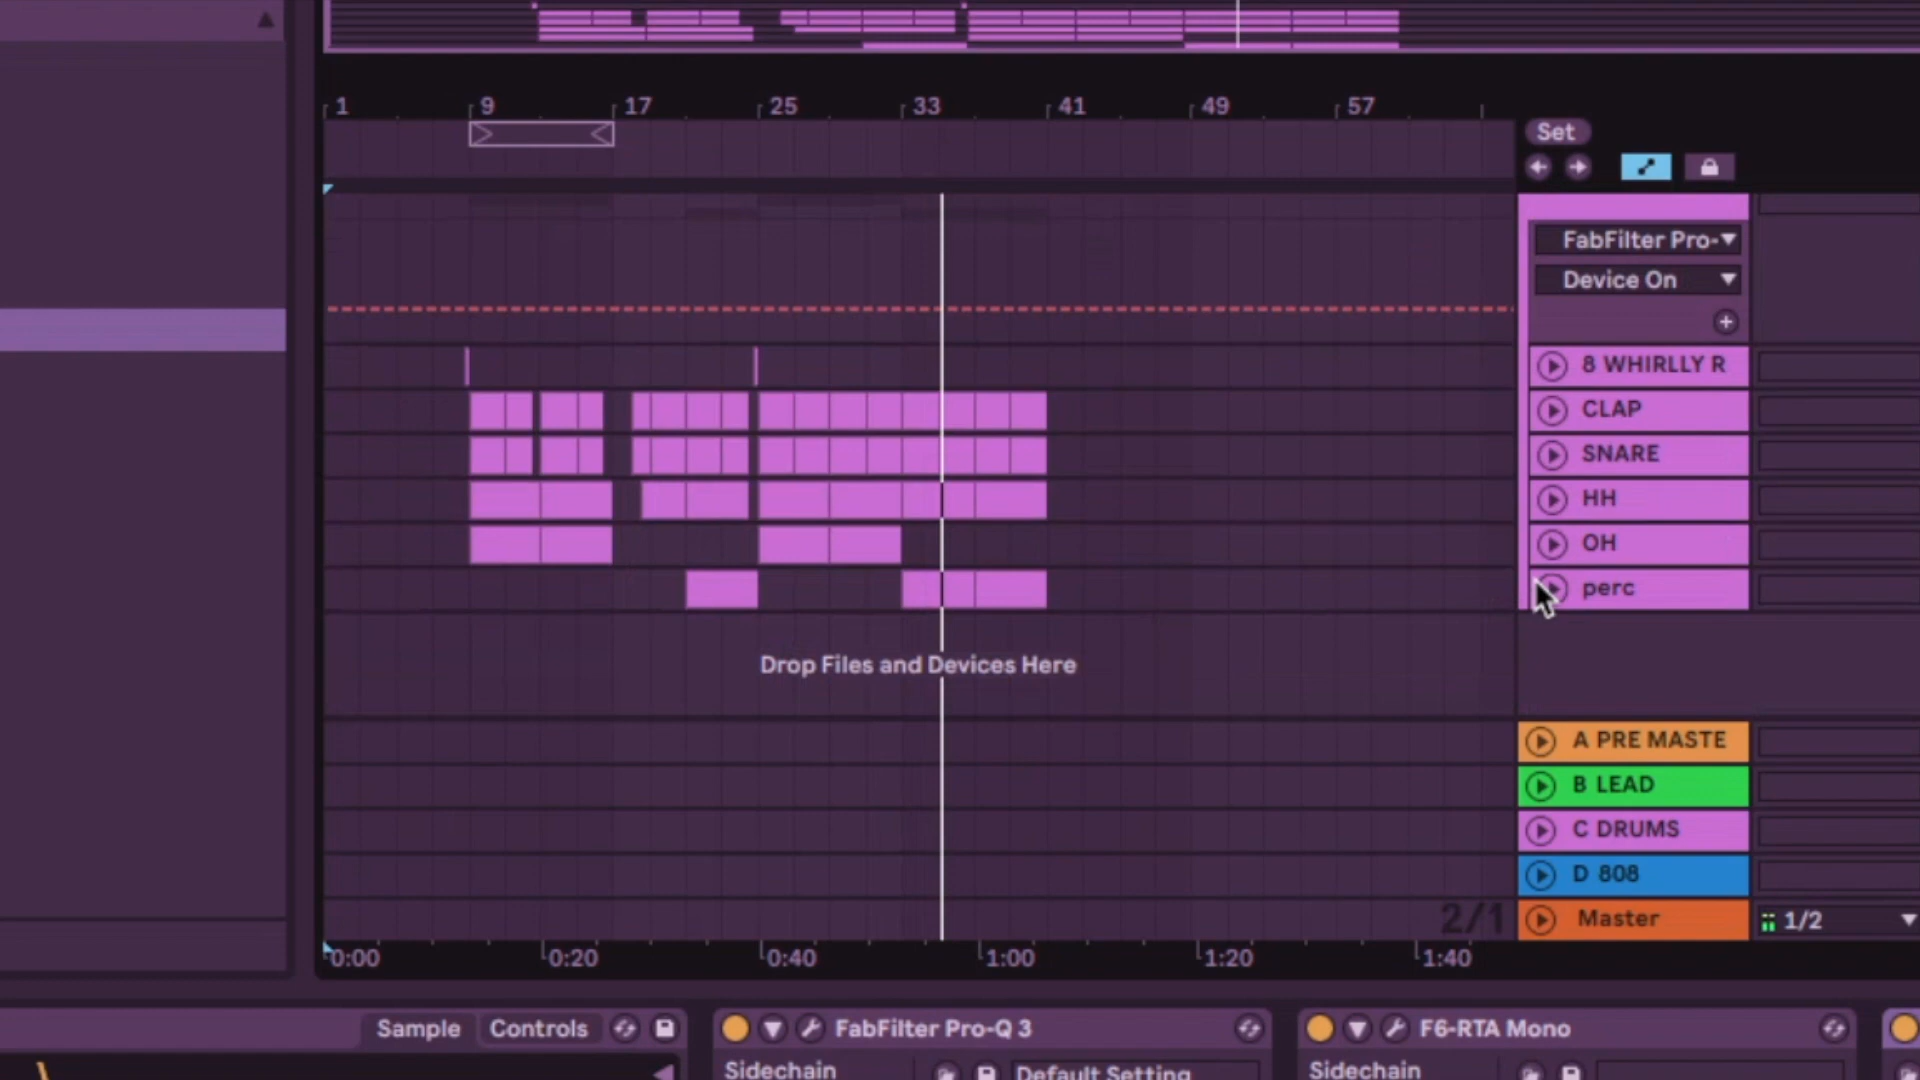 1 9 17 25 33 41 49 57
Set
FabFilter Pro-
Device On
8 WHIRLLY R
CLAP
SNARE
HH
OH
perc
Drop Files and Devices Here
A PRE MASTE
B LEAD
C DRUMS
D 808
2/1
Master
1/2
0:00 0:20 0:40 1:00 1:20 1:40
Sample Controls
FabFilter Pro-Q 3
F6-RTA Mono
Sidechain
Default Setting
Sidechain